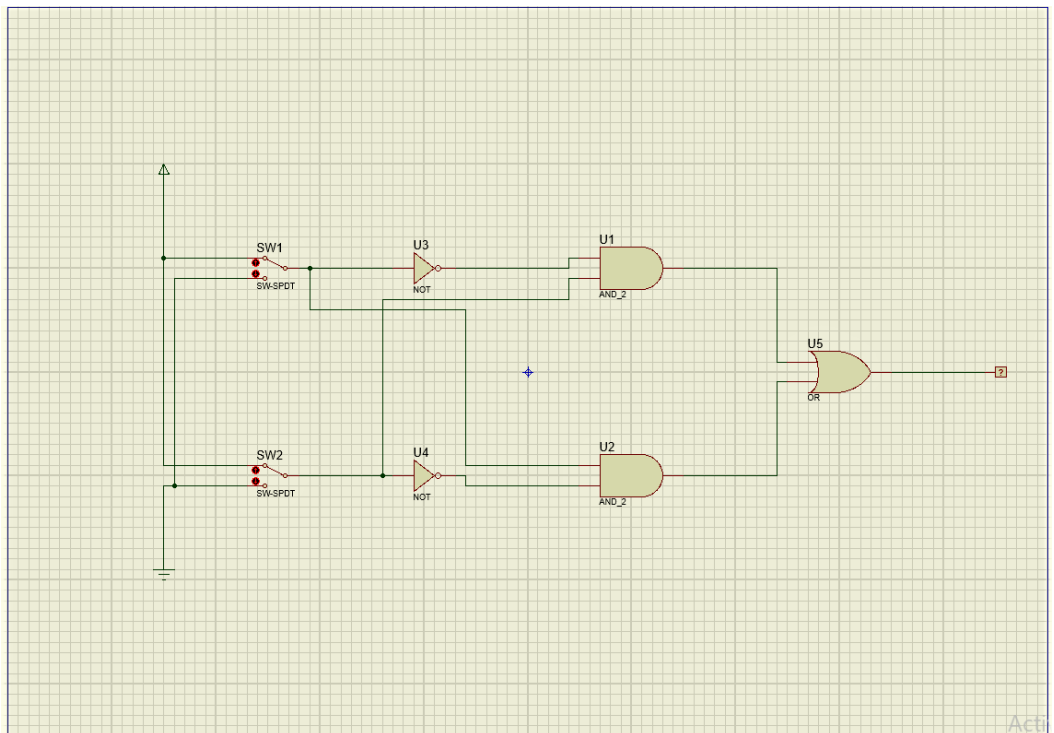 SW1
SW-SPDT
U3
NOT
U1
AND_2
U5
OR
?
SW2
SW-SPDT
U4
NOT
U2
AND_2